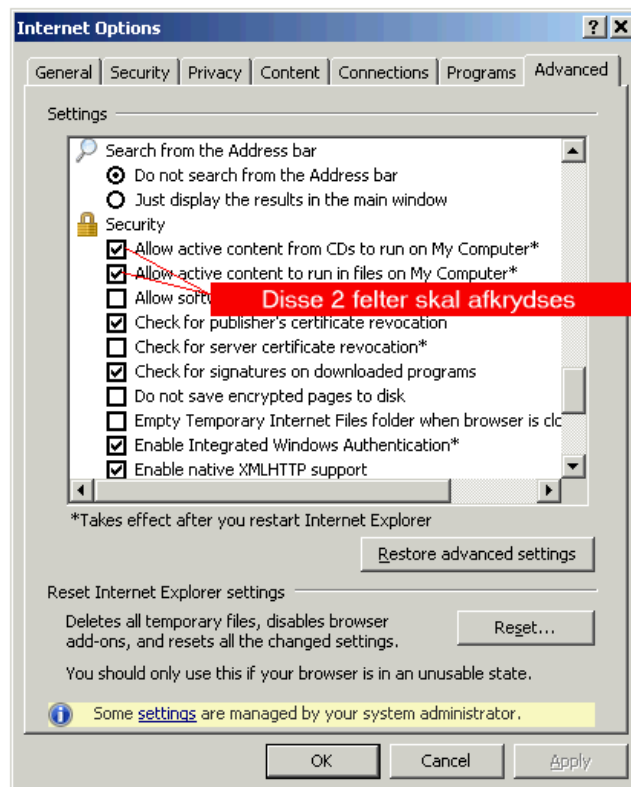 Internet Options
General Security Privacy Content Connections Programs Advanced
Settings
Search from the Address bar
Do not search from the Address bar
Just display the results in the main window
Security
Allow active content from CDs to run on My Computer*
Allow active content to run in files on My Computer*
Allow
Disse 2 felter skal afkrydses
Check for publisher's certificate revocation
Check for server certificate revocation*
Check for signatures on downloaded programs
Do not save encrypted pages to disk
Empty Temporary Internet Files folder when browser is clo
Enable Integrated Windows Authentication*
Enable native XMLHTTP support
*Takes effect after you restart Internet Explorer
Restore advanced settings
Reset Internet Explorer settings
Deletes all temporary files, disables browser
add-ons, and resets all the changed settings.
Reset...
You should only use this if your browser is in an unusable state.
Some settings are managed by your system administrator.
OK Cancel Apply